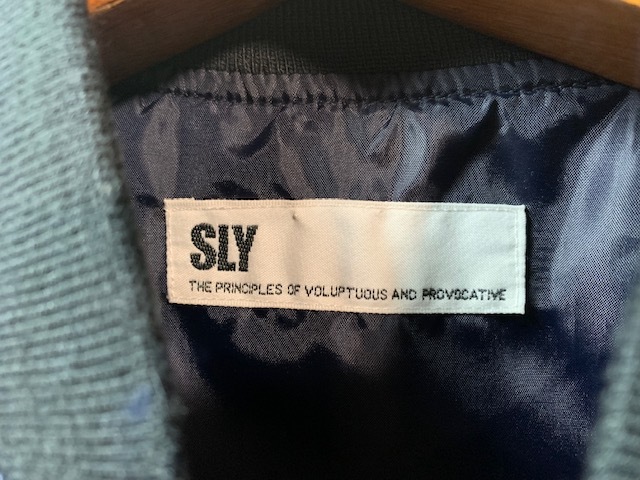 SLY
THE PRINCIPLES OF VOLUPTUOUS AND PROVOCATIVE